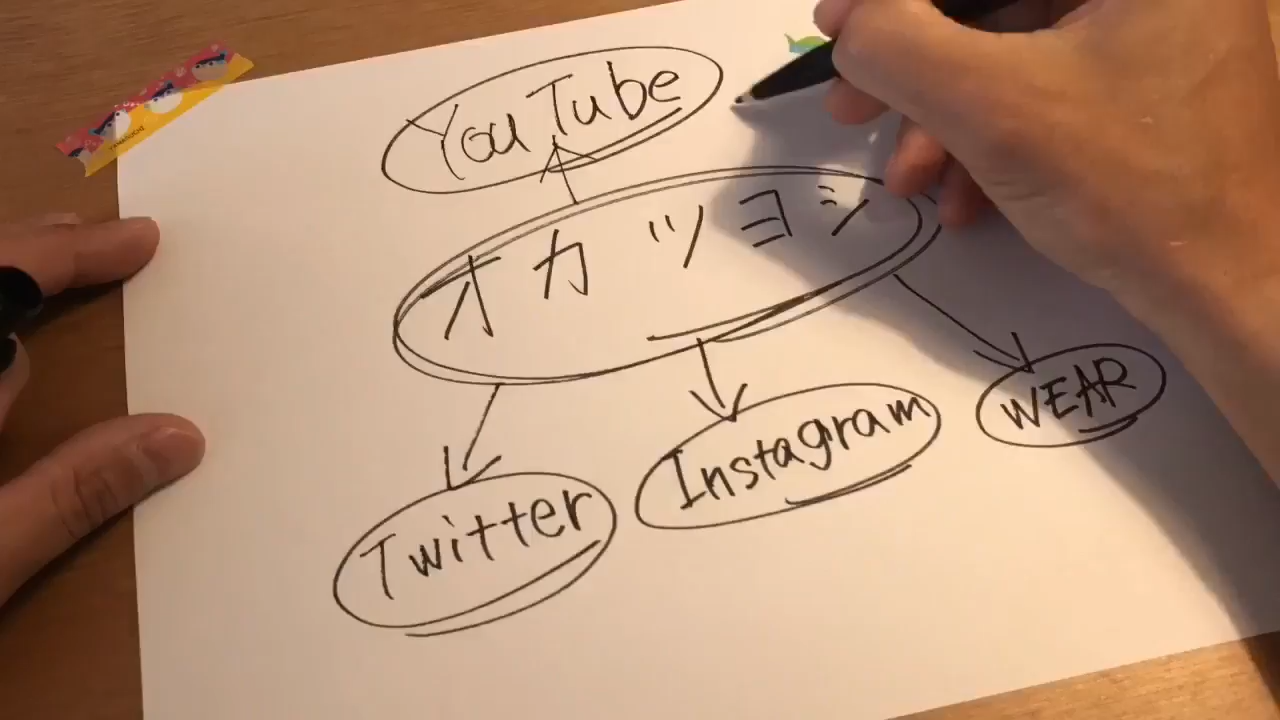 YouTube
オカツヨシ
WEAR
Instagram
Twitter